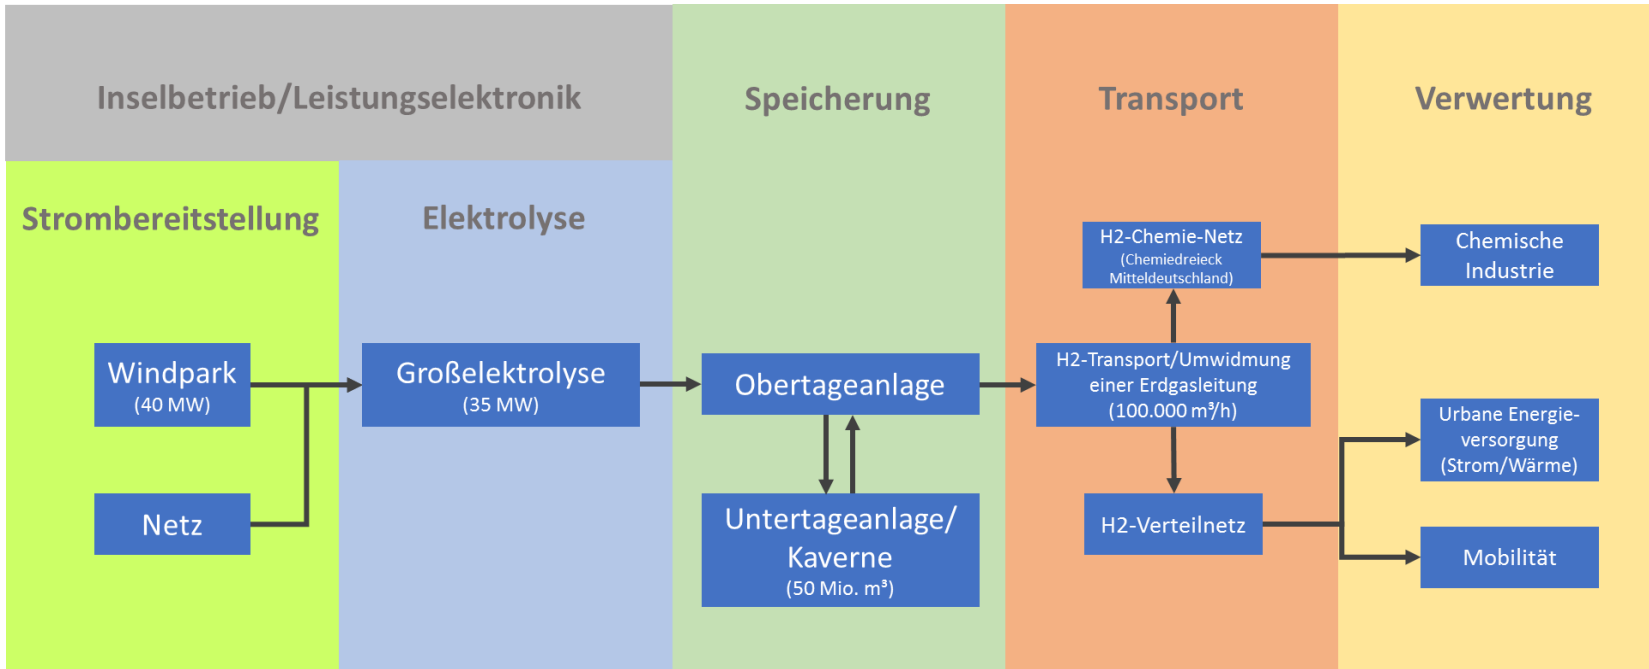 Inselbetrieb/Leistungselektronik
Speicherung
Transport
Verwertung
Strombereitstellung
Elektrolyse
Windpark
(40 MW)
Netz
Großelektrolyse
(35 MW)
Obertageanlage
Untertageanlage/
Kaverne
(50 Mio. m³)
H2-Chemie-Netz
(Chemiedreieck
Mitteldeutschland)
H2-Transport/Umwidmung
einer Erdgasleitung
(100.000 m³/h)
H2-Verteilnetz
Chemische
Industrie
Urbane Energie-
versorgung
(Strom/Wärme)
Mobilität